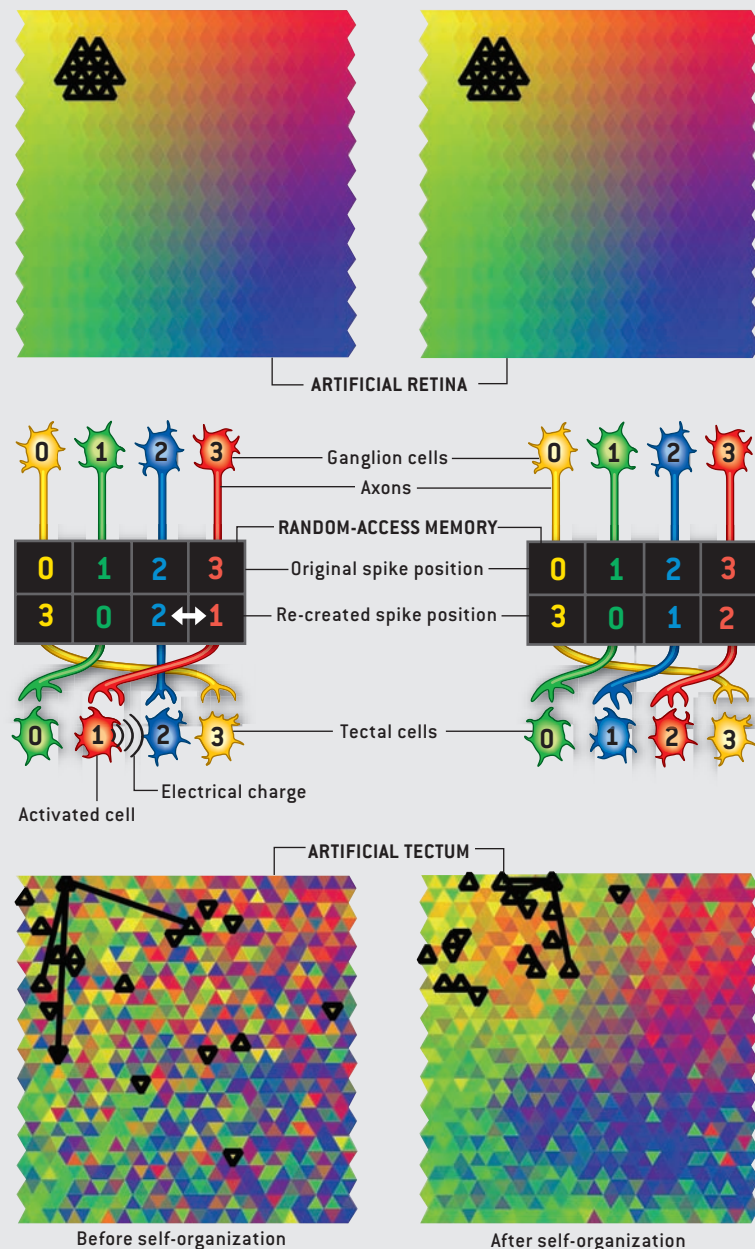 ARTIFICIAL RETINA
0 1 2 3
Ganglion cells
0 1 2 3
Axons
RANDOM-ACCESS MEMORY
0 1 2 3
Original spike position
0 1 2 3
3 0 2 1
Re-created spike position
3 0 1 2
0 1 2 3
Tectal cells
0 1 2 3
Electrical charge
Activated cell
ARTIFICIAL TECTUM
Before self-organization
After self-organization